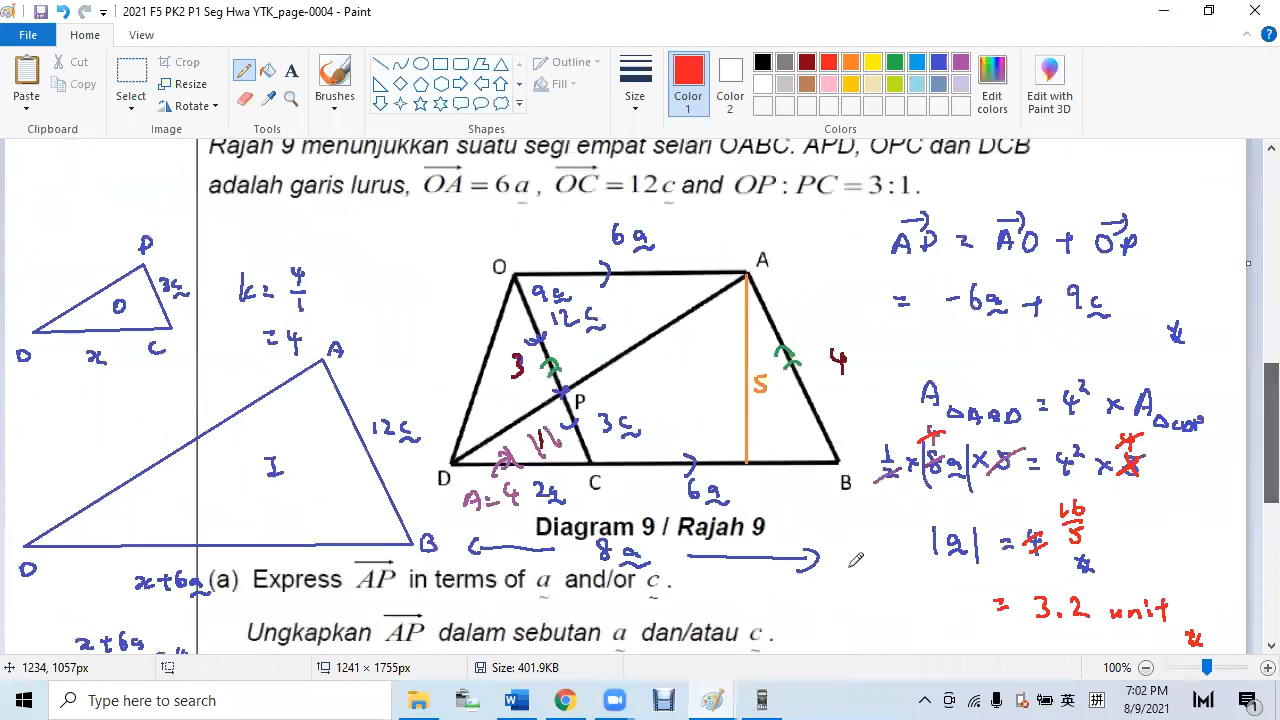 2021 F5 PK2 P1 Seg Hwa YTK_page-0004 - Paint
File Home View
Paste
Cut
Copy
Clipboard
Select
Crop
Resize
Rotate
Image
A
Tools
Brushes
Shapes
Outline
Fill
Size
Color 1
Color 2
Colors
Edit colors
Edit with Paint 3D
Rajah 9 menunjukkan suatu segi empat selari OABC. APD, OPC dan DCB
adalah garis lurus, OA = 6a, OC = 12c and OP : PC = 3 : 1.
P
3c
D
x
C
k = 4/1
= 4
A
12c
I
D
B
x+6a
x+6a
6a
O
A
9c
12c
3
P
5
4
3c
D
A=4
2a
C
6a
B
Diagram 9 / Rajah 9
8a
AP = AO + OP
= -6a + 9c
= 4² ×
|a| =
16/5
= 3.2 unit
(a) Express AP in terms of a and/or c.
Ungkapkan AP dalam sebutan a dan/atau c.
1234, 1057px
1241 × 1755px
Size: 401.9KB
100%
Type here to search
英
拼
7:02 PM
8/9/2021
1